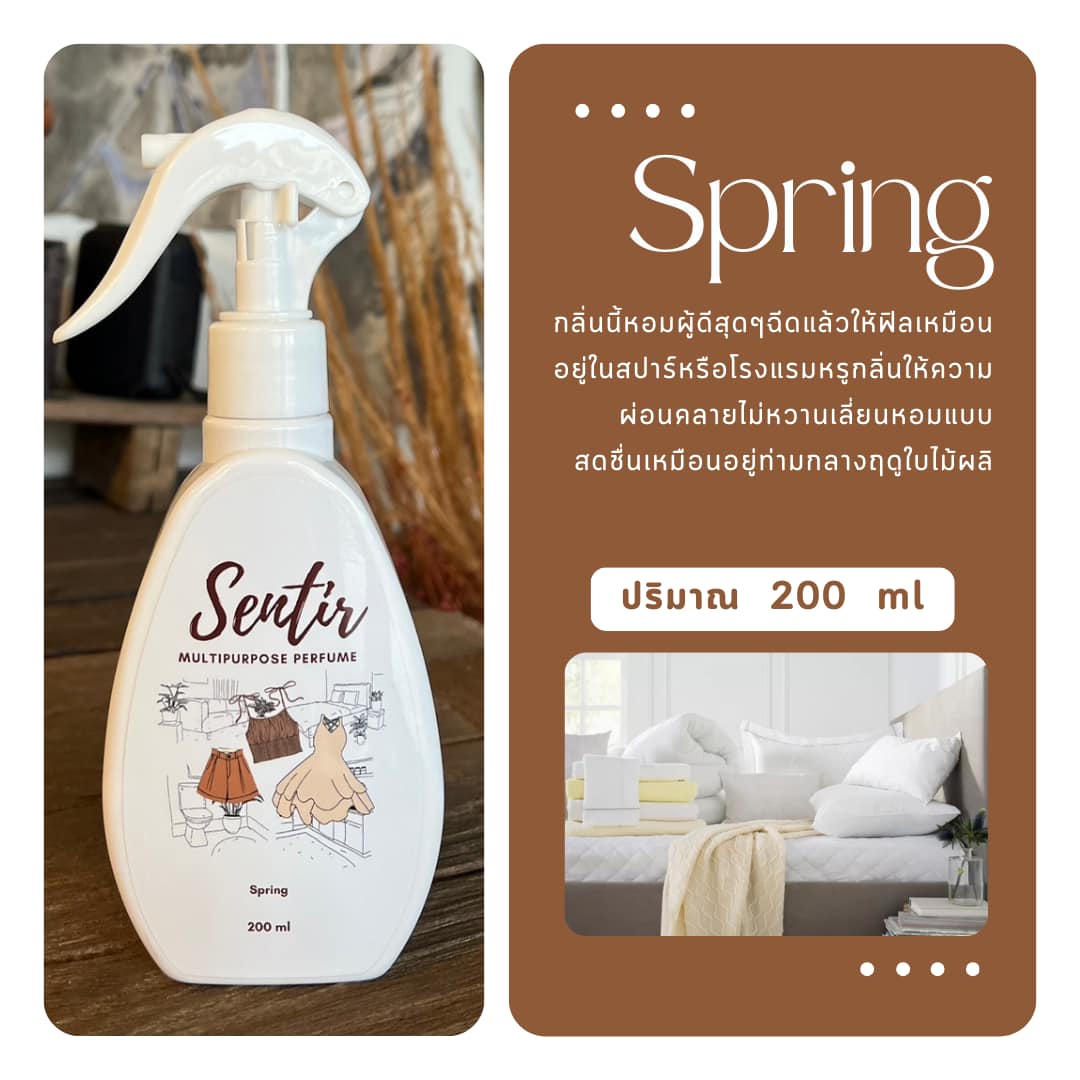 Sentir
MULTIPURPOSE PERFUME
Spring
200 ml
Spring
กลิ่นนี้หอมผู้ดีสุดๆฉีดแล้วให้ฟิลเหมือน
อยู่ในสปาร์หรือโรงแรมหรูกลิ่นให้ความ
ผ่อนคลายไม่หวานเลี่ยนหอมแบบ
สดชื่นเหมือนอยู่ท่ามกลางฤดูใบไม้ผลิ
ปริมาณ 200 ml